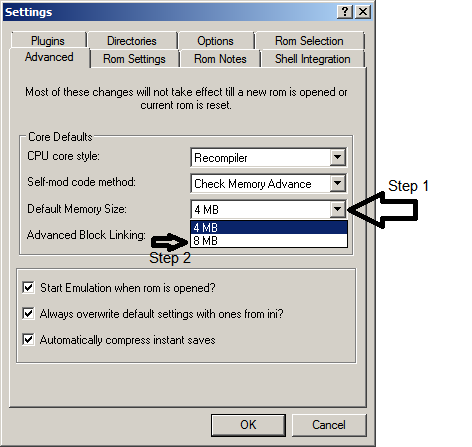 Settings
Plugins Directories Options Rom Selection
Advanced Rom Settings Rom Notes Shell Integration
Most of these changes will not take effect till a new rom is opened or
current rom is reset.
Core Defaults
CPU core style: Recompiler
Self-mod code method: Check Memory Advance
Step 1
Default Memory Size: 4 MB
4 MB
Advanced Block Linking: 8 MB
Step 2
Start Emulation when rom is opened?
Always overwrite default settings with ones from ini?
Automatically compress instant saves
OK Cancel